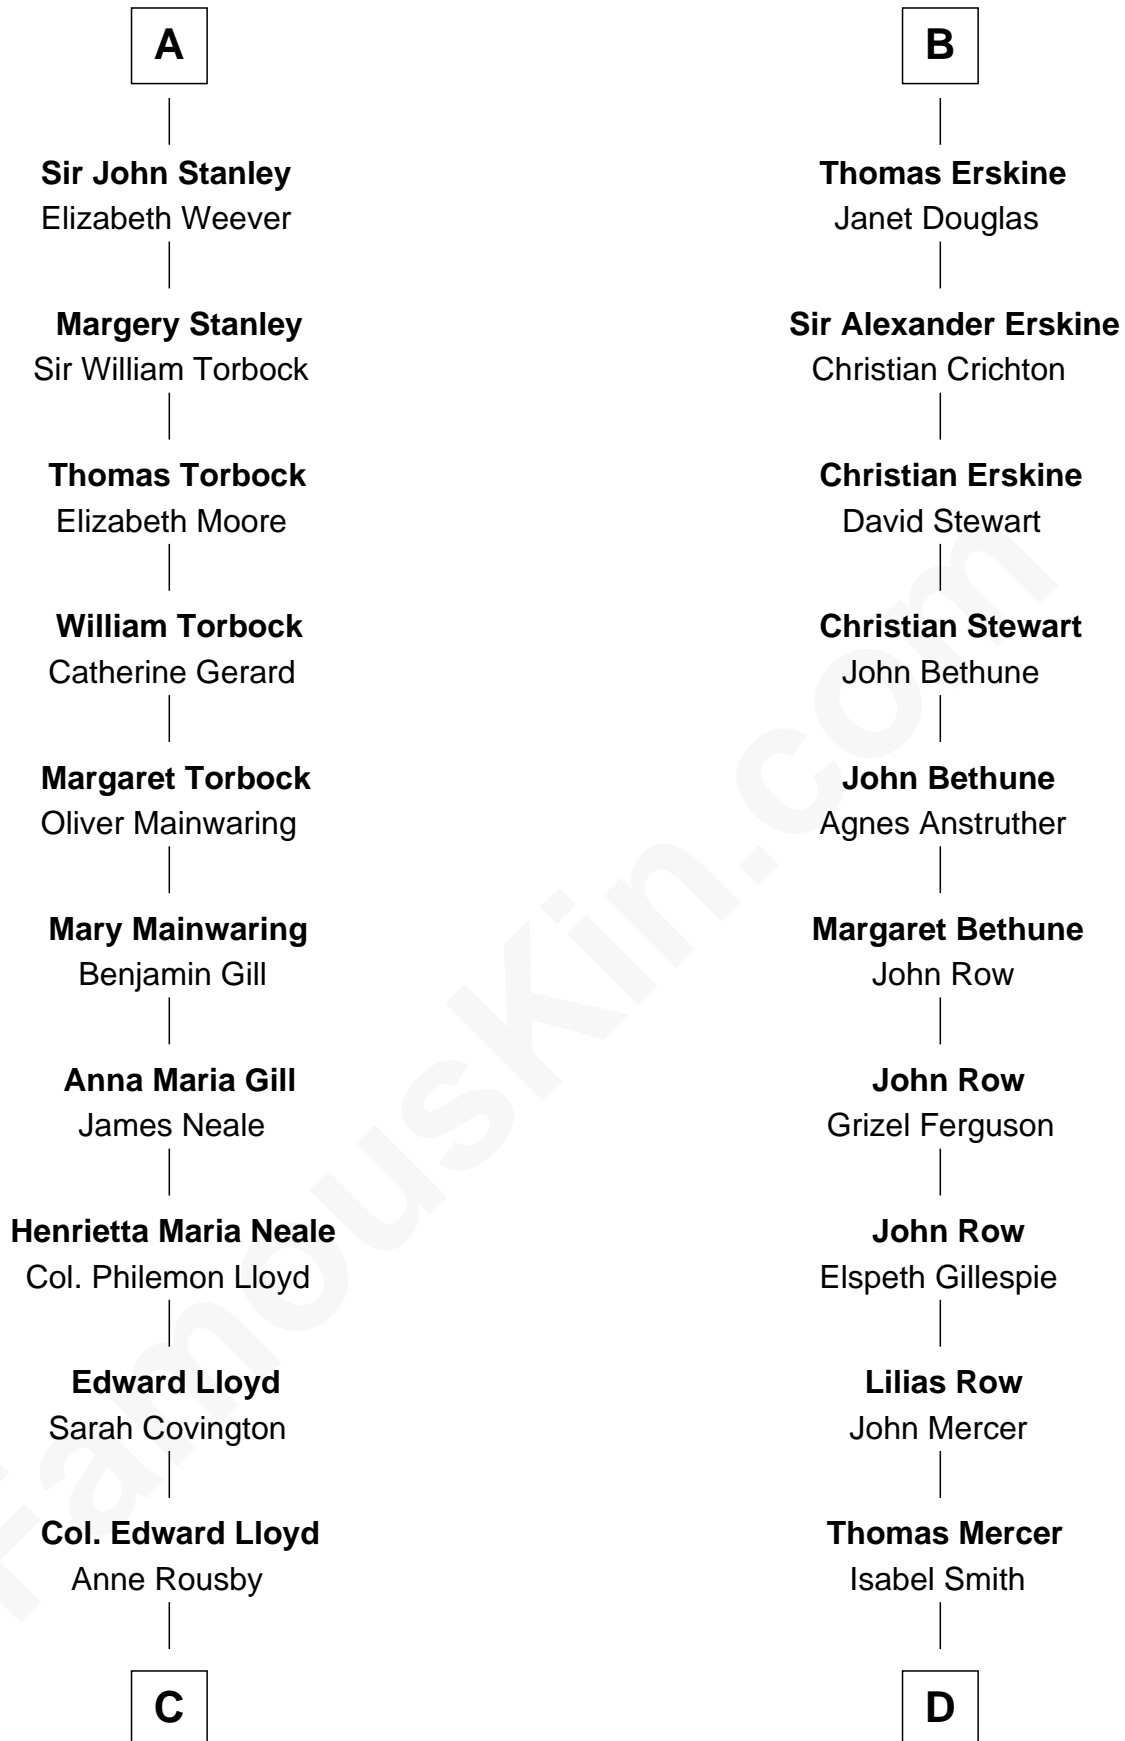 A
Sir John Stanley
Elizabeth Weever
Margery Stanley
Sir William Torbock
Thomas Torbock
Elizabeth Moore
William Torbock
Catherine Gerard
Margaret Torbock
Oliver Mainwaring
Mary Mainwaring
Benjamin Gill
Anna Maria Gill
James Neale
Henrietta Maria Neale
Col. Philemon Lloyd
Edward Lloyd
Sarah Covington
Col. Edward Lloyd
Anne Rousby
C
B
Thomas Erskine
Janet Douglas
Sir Alexander Erskine
Christian Crichton
Christian Erskine
David Stewart
Christian Stewart
John Bethune
John Bethune
Agnes Anstruther
Margaret Bethune
John Row
John Row
Grizel Ferguson
John Row
Elspeth Gillespie
Lilias Row
John Mercer
Thomas Mercer
Isabel Smith
D
FamousKin.com